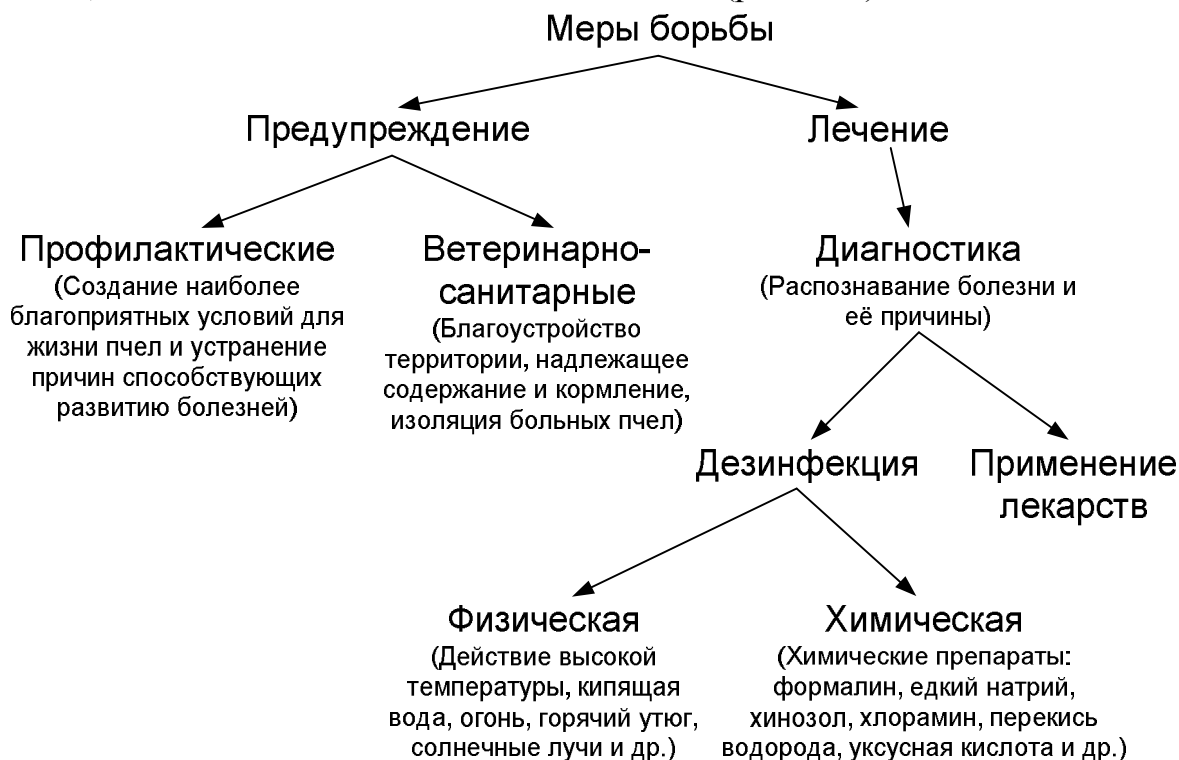 Меры борьбы
Предупреждение
Лечение
Профилактические
(Создание наиболее
благоприятных условий для
жизни пчел и устранение
причин способствующих
развитию болезней)
Ветеринарно-
санитарные
(Благоустройство
территории, надлежащее
содержание и кормление,
изоляция больных пчел)
Диагностика
(Распознавание болезни и
её причины)
Дезинфекция
Применение
лекарств
Физическая
(Действие высокой
температуры, кипящая
вода, огонь, горячий утюг,
солнечные лучи и др.)
Химическая
(Химические препараты:
формалин, едкий натрий,
хинозол, хлорамин, перекись
водорода, уксусная кислота и др.)